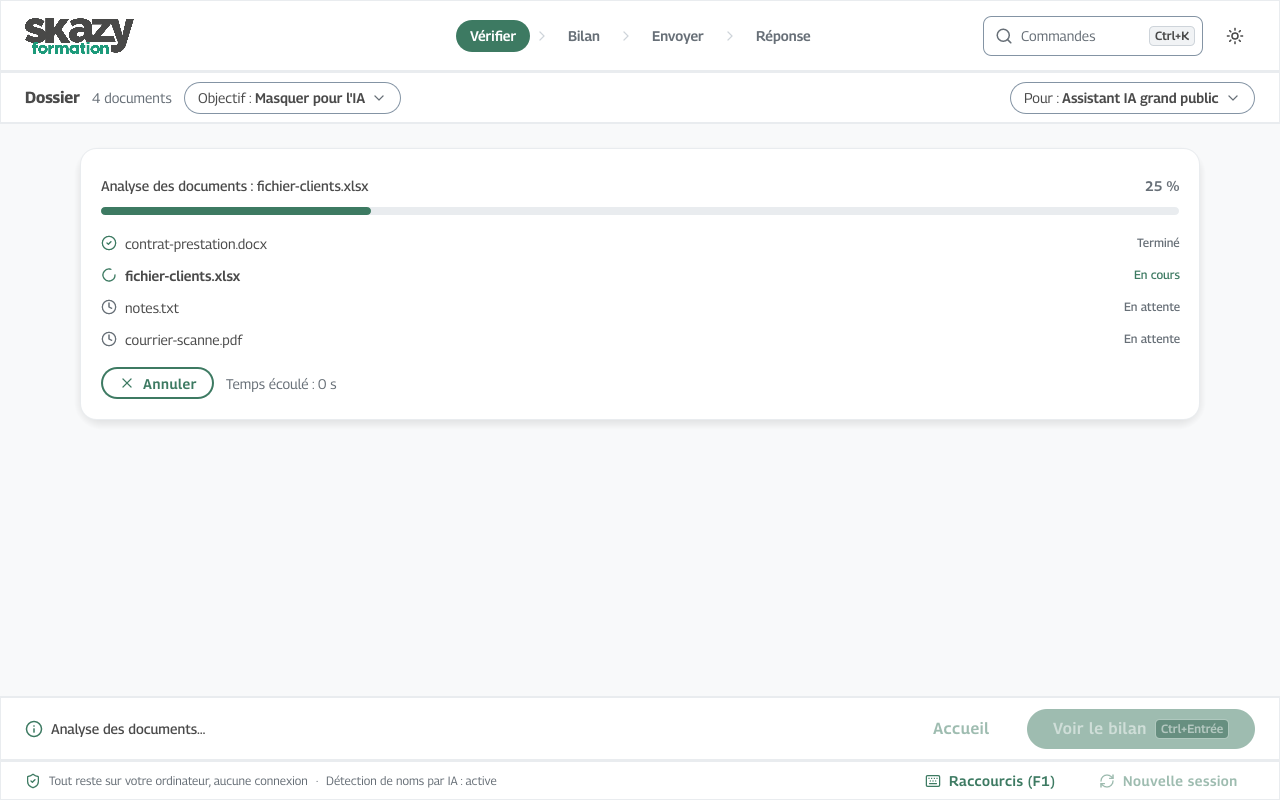 skazy
formation
Vérifier
Bilan
Envoyer
Réponse
Commandes
Ctrl+K
Dossier
4 documents
Objectif : Masquer pour l'IA
Pour : Assistant IA grand public
Analyse des documents : fichier-clients.xlsx
25 %
contrat-prestation.docx
Terminé
fichier-clients.xlsx
En cours
notes.txt
En attente
courrier-scanne.pdf
En attente
Annuler
Temps écoulé : 0 s
Analyse des documents…
Accueil
Voir le bilan
Ctrl+Entrée
Tout reste sur votre ordinateur, aucune connexion · Détection de noms par IA : active
Raccourcis (F1)
Nouvelle session